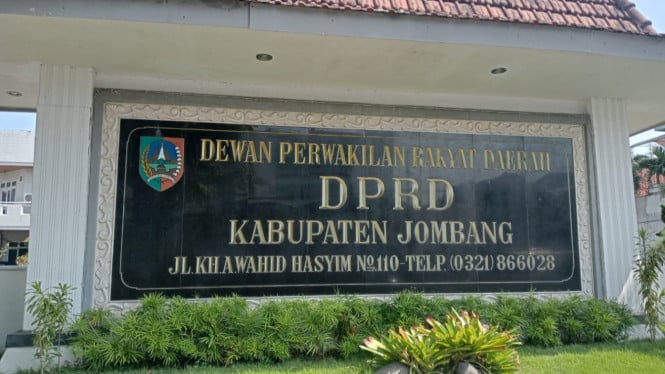 DEWAN PERWAKILAN RAKYAT DAERAH
DPRD
KABUPATEN JOMBANG
JL.KH.A.WAHID HASYIM No.110-TELP. (0321) 866028